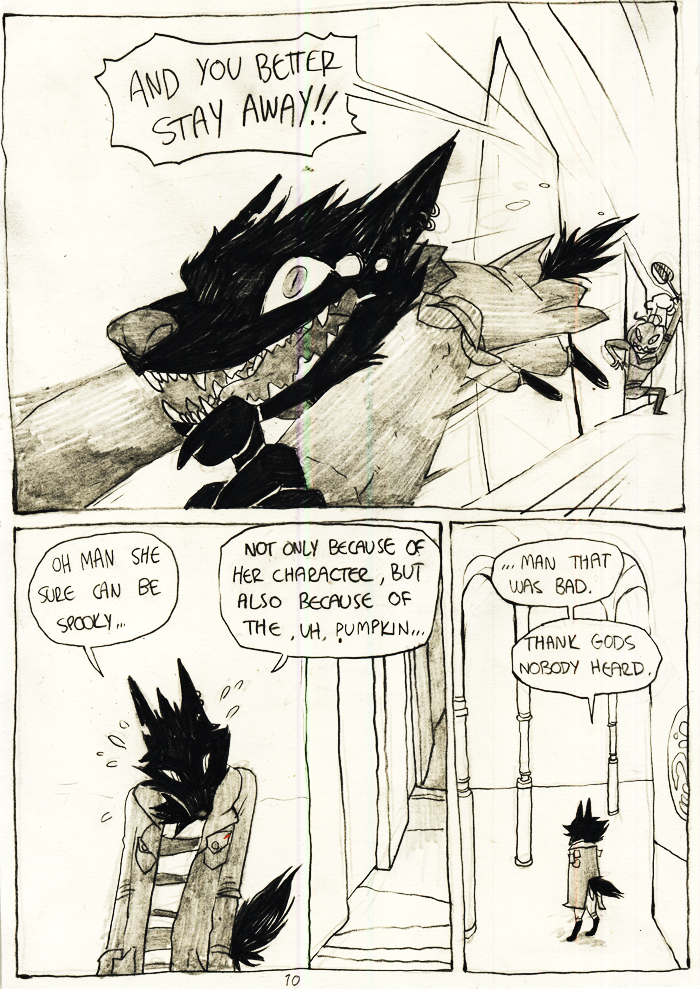 AND YOU BETTER
STAY AWAY!!
OH MAN SHE
SURE CAN BE
SPOOKY...
NOT ONLY BECAUSE OF
HER CHARACTER, BUT
ALSO BECAUSE OF
THE, UH, PUMPKIN...
... MAN THAT
WAS BAD.
THANK GODS
NOBODY HEARD.
10